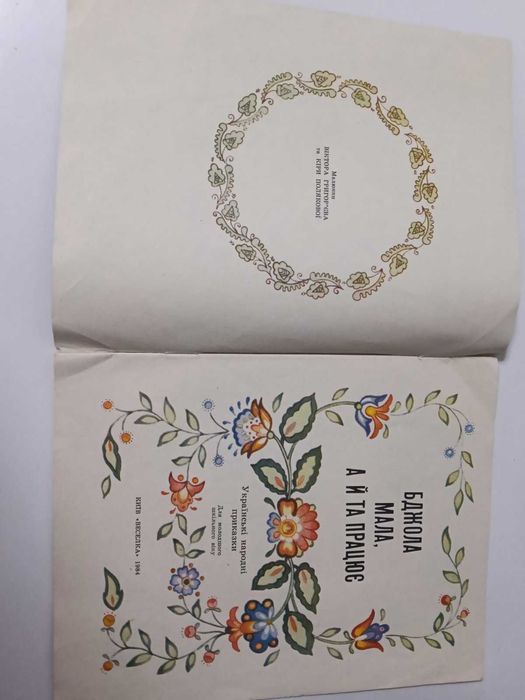 Малюнки
ВІКТОРА ГРИГОР'ЄВА
та КІРИ ПОЛЯКОВОЇ
БДЖОЛА
МАЛА,
А Й ТА ПРАЦЮЄ
Українські народні
приказки
Для молодшого
шкільного віку
КИЇВ «ВЕСЕЛКА» 1984